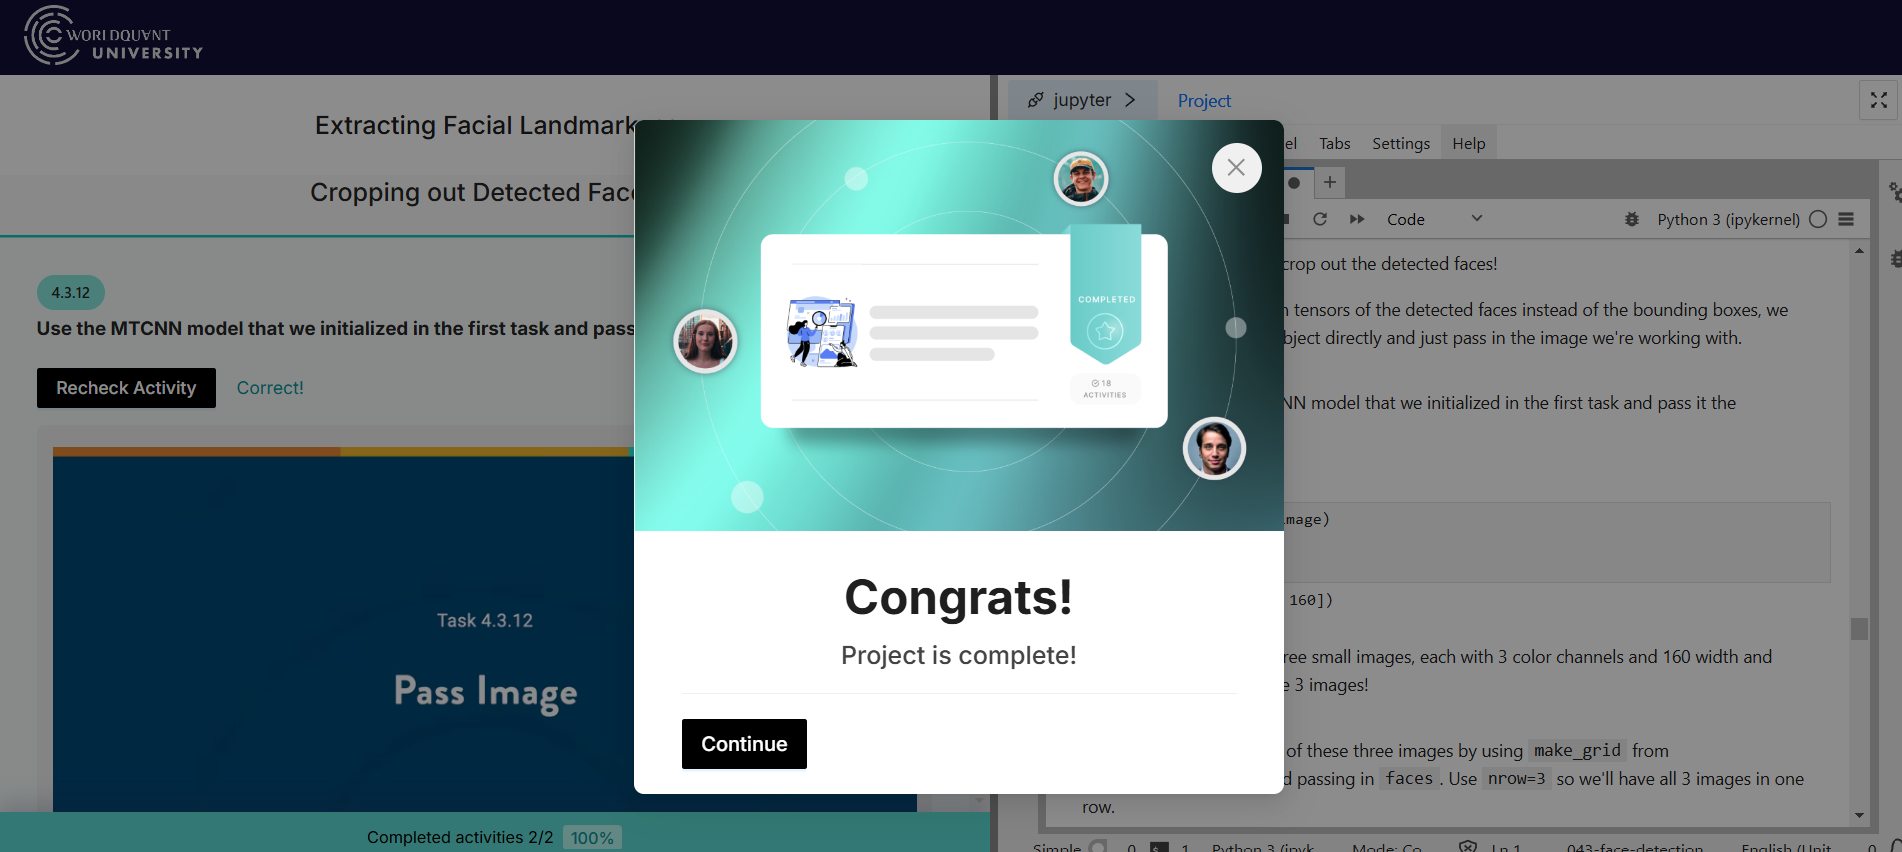 WORLDQUANT
UNIVERSITY
Extracting Facial Landmark
Cropping out Detected Fac
4.3.12
Use the MTCNN model that we initialized in the first task and pass
Recheck Activity
Correct!
Task 4.3.12
Pass Image
Completed activities 2/2
100%
COMPLETED
18
ACTIVITIES
Congrats!
Project is complete!
Continue
jupyter
Project
el
Tabs
Settings
Help
+
Code
Python 3 (ipykernel)
crop out the detected faces!
n tensors of the detected faces instead of the bounding boxes, we
bject directly and just pass in the image we're working with.
NN model that we initialized in the first task and pass it the
mage)
160])
ree small images, each with 3 color channels and 160 width and
e 3 images!
of these three images by using make_grid from
d passing in faces. Use nrow=3 so we'll have all 3 images in one
row.
Simple
0
1
Python 3 (ipyk
Mode: Co
Ln 1
043-face-detection
English (Unit
0